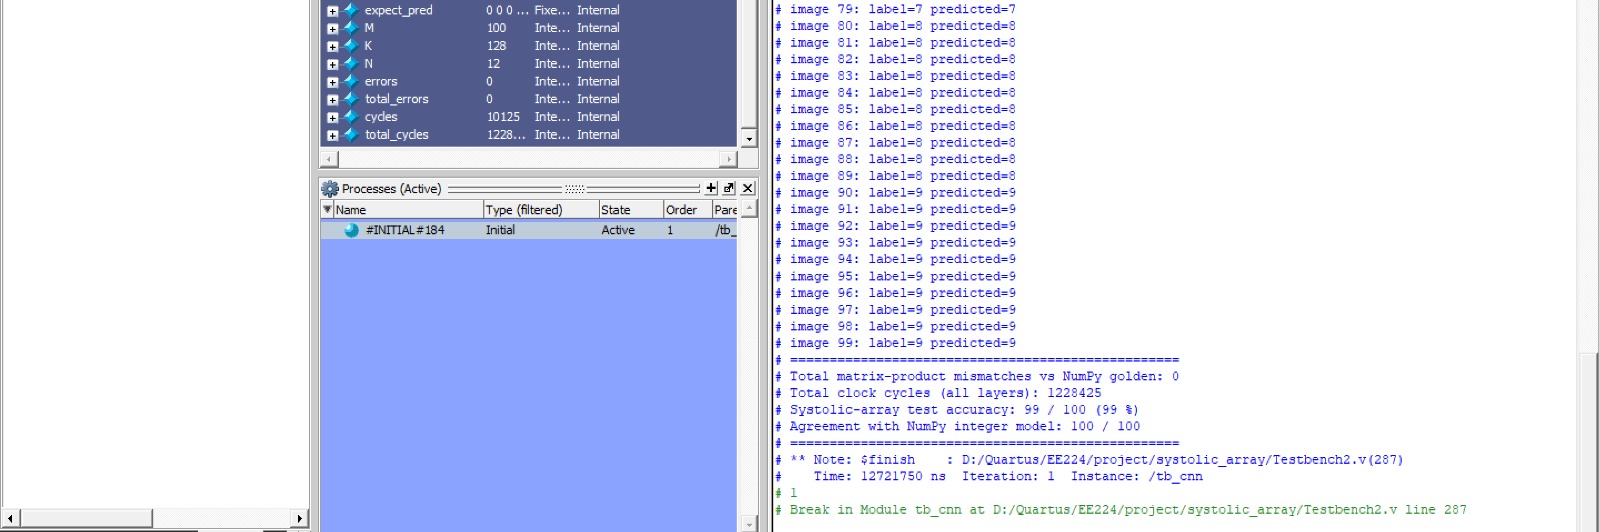 expect_pred 0 0 0 ... Fixe... Internal
M 100 Inte... Internal
K 128 Inte... Internal
N 12 Inte... Internal
errors 0 Inte... Internal
total_errors 0 Inte... Internal
cycles 10125 Inte... Internal
total_cycles 1228... Inte... Internal
Processes (Active)
Name Type (filtered) State Order Pare
#INITIAL#184 Initial Active 1 /tb_
# image 79: label=7 predicted=7
# image 80: label=8 predicted=8
# image 81: label=8 predicted=8
# image 82: label=8 predicted=8
# image 83: label=8 predicted=8
# image 84: label=8 predicted=8
# image 85: label=8 predicted=8
# image 86: label=8 predicted=8
# image 87: label=8 predicted=8
# image 88: label=8 predicted=8
# image 89: label=8 predicted=8
# image 90: label=9 predicted=9
# image 91: label=9 predicted=9
# image 92: label=9 predicted=9
# image 93: label=9 predicted=9
# image 94: label=9 predicted=9
# image 95: label=9 predicted=9
# image 96: label=9 predicted=9
# image 97: label=9 predicted=9
# image 98: label=9 predicted=9
# image 99: label=9 predicted=9
# ==================================================
# Total matrix-product mismatches vs NumPy golden: 0
# Total clock cycles (all layers): 1228425
# Systolic-array test accuracy: 99 / 100 (99 %)
# Agreement with NumPy integer model: 100 / 100
# ==================================================
# ** Note: $finish    : D:/Quartus/EE224/project/systolic_array/Testbench2.v(287)
#    Time: 12721750 ns  Iteration: 1  Instance: /tb_cnn
# 1
# Break in Module tb_cnn at D:/Quartus/EE224/project/systolic_array/Testbench2.v line 287